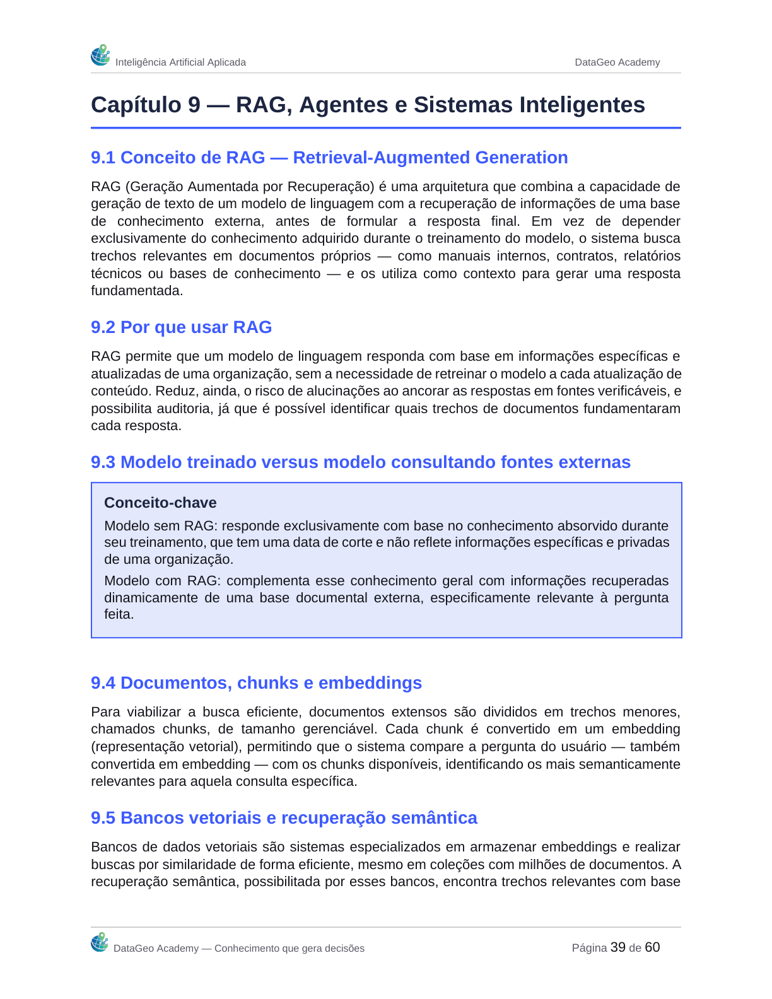 Inteligência Artificial Aplicada DataGeo Academy
Capítulo 9 — RAG, Agentes e Sistemas Inteligentes
9.1 Conceito de RAG — Retrieval-Augmented Generation
RAG (Geração Aumentada por Recuperação) é uma arquitetura que combina a capacidade de
geração de texto de um modelo de linguagem com a recuperação de informações de uma base
de conhecimento externa, antes de formular a resposta final. Em vez de depender
exclusivamente do conhecimento adquirido durante o treinamento do modelo, o sistema busca
trechos relevantes em documentos próprios — como manuais internos, contratos, relatórios
técnicos ou bases de conhecimento — e os utiliza como contexto para gerar uma resposta
fundamentada.
9.2 Por que usar RAG
RAG permite que um modelo de linguagem responda com base em informações específicas e
atualizadas de uma organização, sem a necessidade de retreinar o modelo a cada atualização de
conteúdo. Reduz, ainda, o risco de alucinações ao ancorar as respostas em fontes verificáveis, e
possibilita auditoria, já que é possível identificar quais trechos de documentos fundamentaram
cada resposta.
9.3 Modelo treinado versus modelo consultando fontes externas
Conceito-chave
Modelo sem RAG: responde exclusivamente com base no conhecimento absorvido durante
seu treinamento, que tem uma data de corte e não reflete informações específicas e privadas
de uma organização.
Modelo com RAG: complementa esse conhecimento geral com informações recuperadas
dinamicamente de uma base documental externa, especificamente relevante à pergunta
feita.
9.4 Documentos, chunks e embeddings
Para viabilizar a busca eficiente, documentos extensos são divididos em trechos menores,
chamados chunks, de tamanho gerenciável. Cada chunk é convertido em um embedding
(representação vetorial), permitindo que o sistema compare a pergunta do usuário — também
convertida em embedding — com os chunks disponíveis, identificando os mais semanticamente
relevantes para aquela consulta específica.
9.5 Bancos vetoriais e recuperação semântica
Bancos de dados vetoriais são sistemas especializados em armazenar embeddings e realizar
buscas por similaridade de forma eficiente, mesmo em coleções com milhões de documentos. A
recuperação semântica, possibilitada por esses bancos, encontra trechos relevantes com base
DataGeo Academy — Conhecimento que gera decisões Página 39 de 60